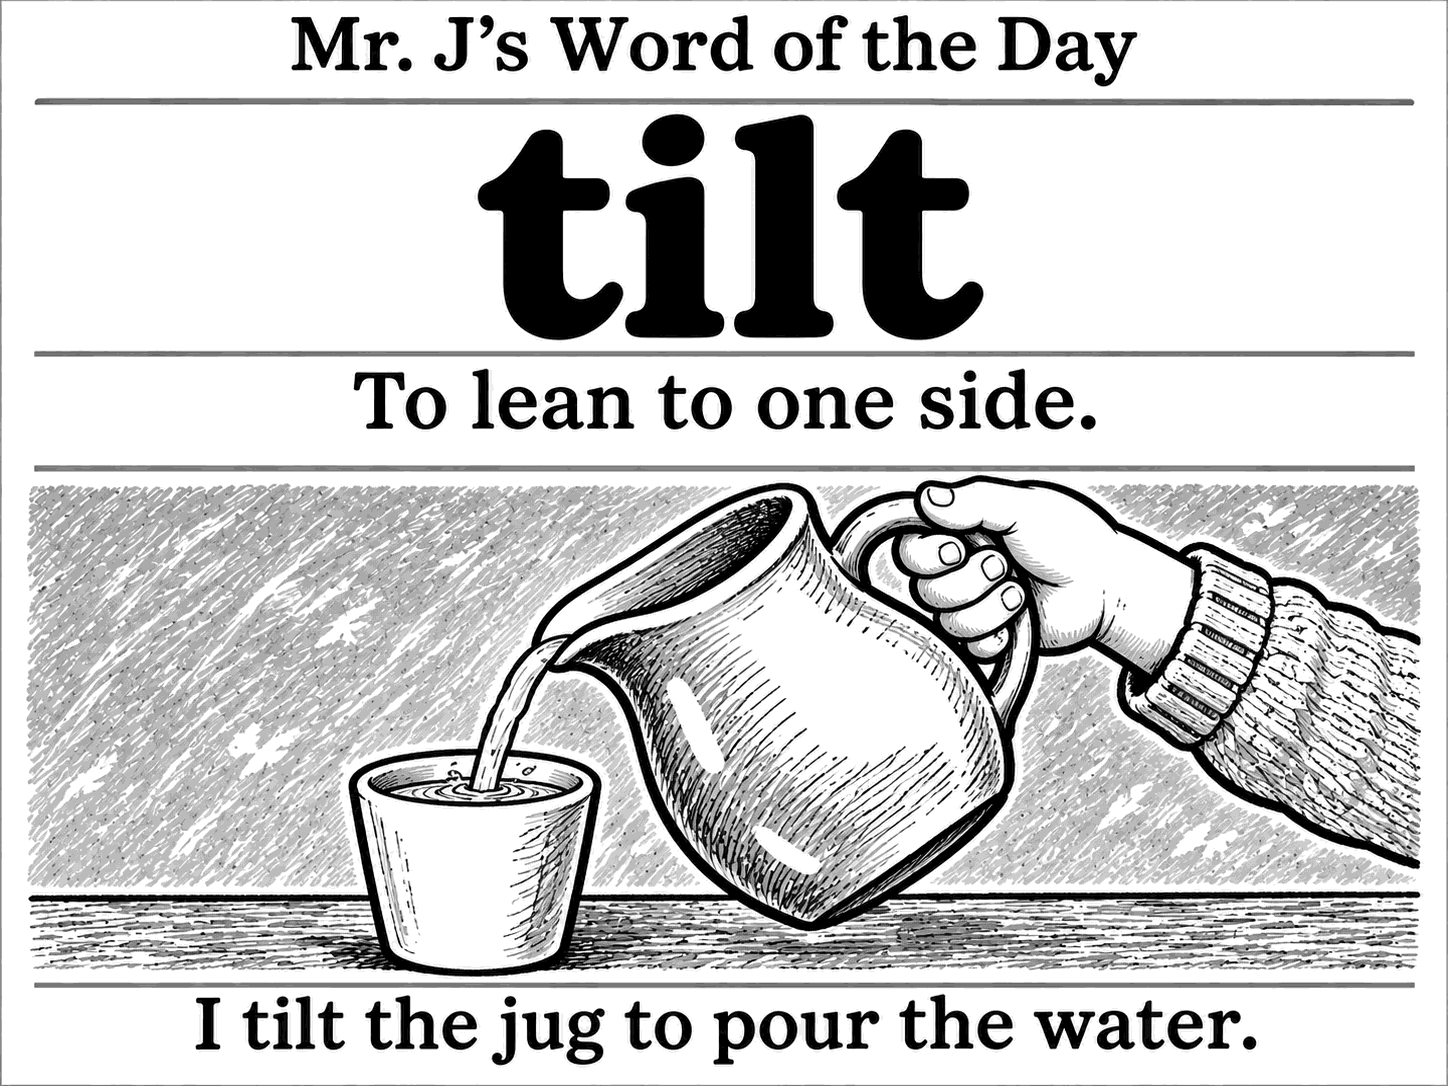 Mr. J’s Word of the Day
tilt
To lean to one side.
I tilt the jug to pour the water.